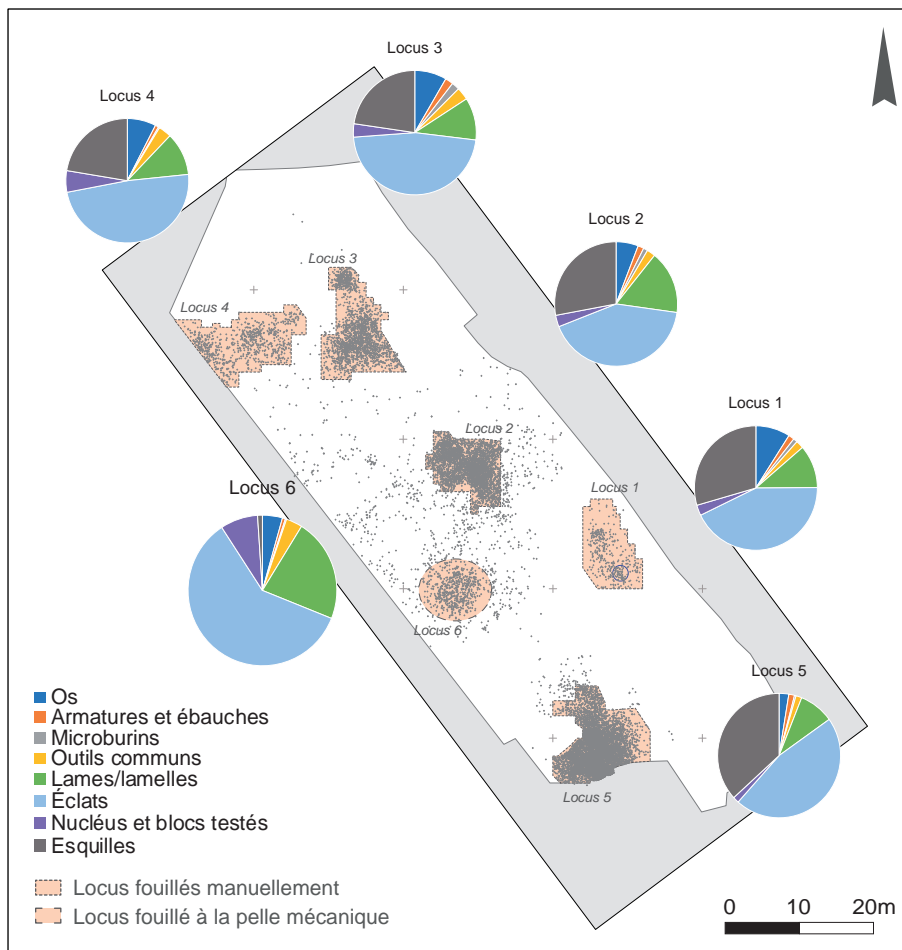 Locus 3
Locus 4
Locus 2
Locus 3
Locus 4
Locus 1
Locus 2
Locus 6
Locus 1
Locus 6
Locus 5
Os
Armatures et ébauches
Microburins
Outils communs
Lames/lamelles
Éclats
Nucléus et blocs testés
Esquilles
Locus 5
Locus fouillés manuellement
Locus fouillé à la pelle mécanique
0 10 20m